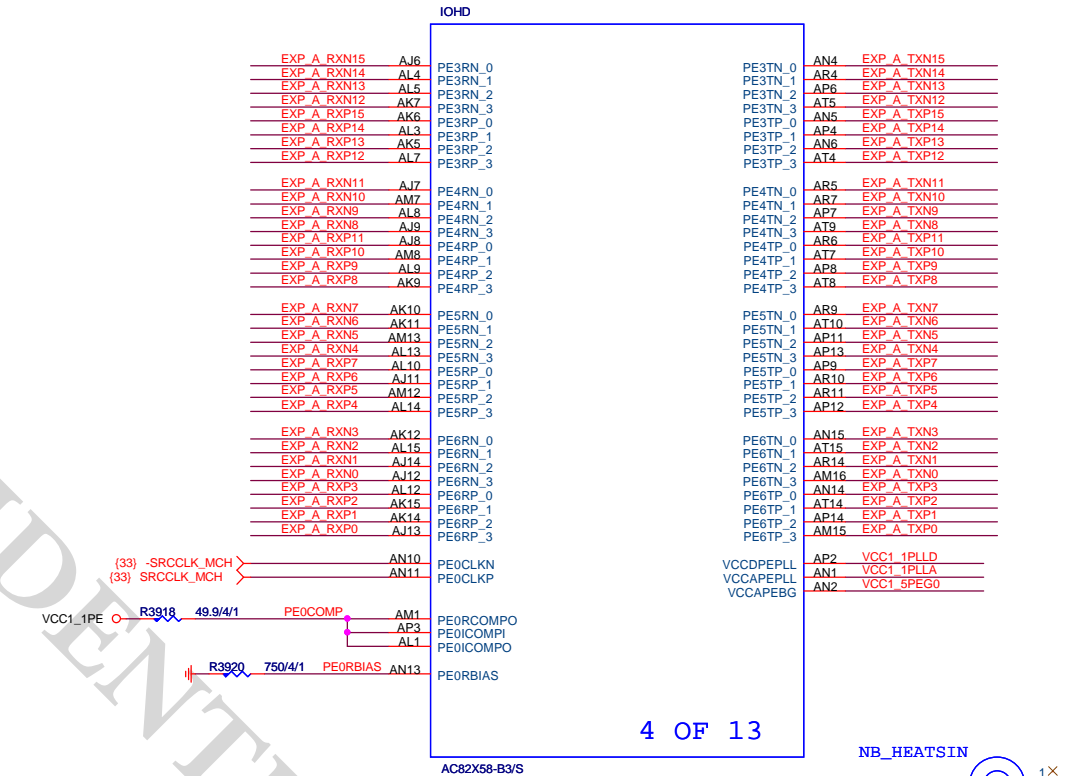 IOHD
EXP_A_RXN15 AJ6 PE3RN_0 PE3TN_0 AN4 EXP_A_TXN15
EXP_A_RXN14 AL4 PE3RN_1 PE3TN_1 AR4 EXP_A_TXN14
EXP_A_RXN13 AL5 PE3RN_2 PE3TN_2 AP6 EXP_A_TXN13
EXP_A_RXN12 AK7 PE3RN_3 PE3TN_3 AT5 EXP_A_TXN12
EXP_A_RXP15 AK6 PE3RP_0 PE3TP_0 AN5 EXP_A_TXP15
EXP_A_RXP14 AL3 PE3RP_1 PE3TP_1 AP4 EXP_A_TXP14
EXP_A_RXP13 AK5 PE3RP_2 PE3TP_2 AN6 EXP_A_TXP13
EXP_A_RXP12 AL7 PE3RP_3 PE3TP_3 AT4 EXP_A_TXP12
EXP_A_RXN11 AJ7 PE4RN_0 PE4TN_0 AR5 EXP_A_TXN11
EXP_A_RXN10 AM7 PE4RN_1 PE4TN_1 AR7 EXP_A_TXN10
EXP_A_RXN9 AL8 PE4RN_2 PE4TN_2 AP7 EXP_A_TXN9
EXP_A_RXN8 AJ9 PE4RN_3 PE4TN_3 AT9 EXP_A_TXN8
EXP_A_RXP11 AJ8 PE4RP_0 PE4TP_0 AR6 EXP_A_TXP11
EXP_A_RXP10 AM8 PE4RP_1 PE4TP_1 AT7 EXP_A_TXP10
EXP_A_RXP9 AL9 PE4RP_2 PE4TP_2 AP8 EXP_A_TXP9
EXP_A_RXP8 AK9 PE4RP_3 PE4TP_3 AT8 EXP_A_TXP8
EXP_A_RXN7 AK10 PE5RN_0 PE5TN_0 AR9 EXP_A_TXN7
EXP_A_RXN6 AK11 PE5RN_1 PE5TN_1 AT10 EXP_A_TXN6
EXP_A_RXN5 AM13 PE5RN_2 PE5TN_2 AP11 EXP_A_TXN5
EXP_A_RXN4 AL13 PE5RN_3 PE5TN_3 AP13 EXP_A_TXN4
EXP_A_RXP7 AL10 PE5RP_0 PE5TP_0 AP9 EXP_A_TXP7
EXP_A_RXP6 AJ11 PE5RP_1 PE5TP_1 AR10 EXP_A_TXP6
EXP_A_RXP5 AM12 PE5RP_2 PE5TP_2 AR11 EXP_A_TXP5
EXP_A_RXP4 AL14 PE5RP_3 PE5TP_3 AP12 EXP_A_TXP4
EXP_A_RXN3 AK12 PE6RN_0 PE6TN_0 AN15 EXP_A_TXN3
EXP_A_RXN2 AL15 PE6RN_1 PE6TN_1 AT15 EXP_A_TXN2
EXP_A_RXN1 AJ14 PE6RN_2 PE6TN_2 AR14 EXP_A_TXN1
EXP_A_RXN0 AJ12 PE6RN_3 PE6TN_3 AM16 EXP_A_TXN0
EXP_A_RXP3 AL12 PE6RP_0 PE6TP_0 AN14 EXP_A_TXP3
EXP_A_RXP2 AK15 PE6RP_1 PE6TP_1 AT14 EXP_A_TXP2
EXP_A_RXP1 AK14 PE6RP_2 PE6TP_2 AP14 EXP_A_TXP1
EXP_A_RXP0 AJ13 PE6RP_3 PE6TP_3 AM15 EXP_A_TXP0
{33} -SRCCLK_MCH AN10 PE0CLKN VCCDPEPLL AP2 VCC1_1PLLD
{33} SRCCLK_MCH AN11 PE0CLKP VCCAPEPLL AN1 VCC1_1PLLA
VCCAPEBG AN2 VCC1_5PEG0
VCC1_1PE R3918 49.9/4/1 PE0COMP AM1 PE0RCOMPO
AP3 PE0ICOMPI
AL1 PE0ICOMPO
R3920 750/4/1 PE0RBIAS AN13 PE0RBIAS
4 OF 13
AC82X58-B3/S
NB_HEATSIN
1
IDENTI